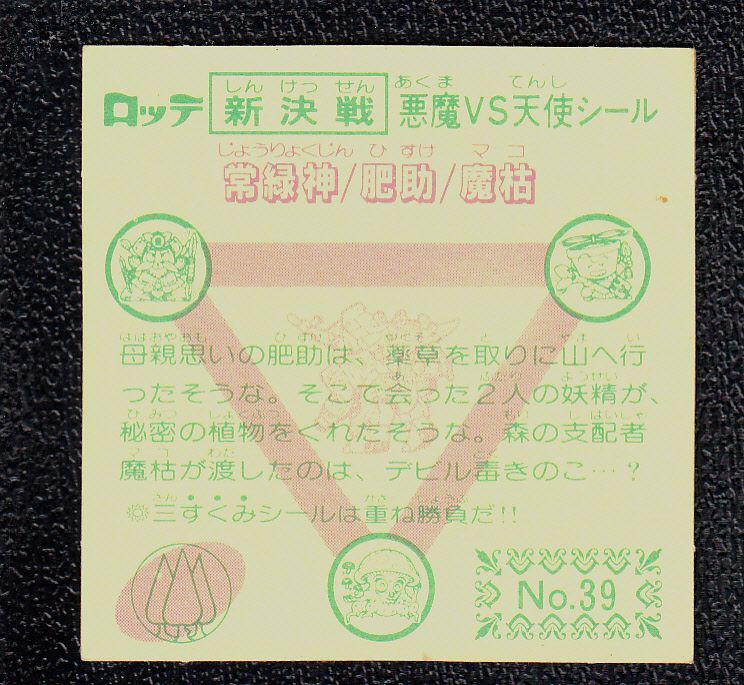 しんけっせん あくま てんし
ロッテ 新決戦 悪魔VS天使シール
じょうりょくじん ひすけ マコ
常緑神/肥助/魔枯
ははおやおも ひすけ やくそう と やま い
母親思いの肥助は、薬草を取りに山へ行
あ ふたり ようせい
ったそうな。そこで会った2人の妖精が、
ひみつ しょくぶつ もり しはいしゃ
秘密の植物をくれたそうな。森の支配者
マコ わた どく
魔枯が渡したのは、デビル毒きのこ…?
さん かさ しょうぶ
三すくみシールは重ね勝負だ!!
No.39